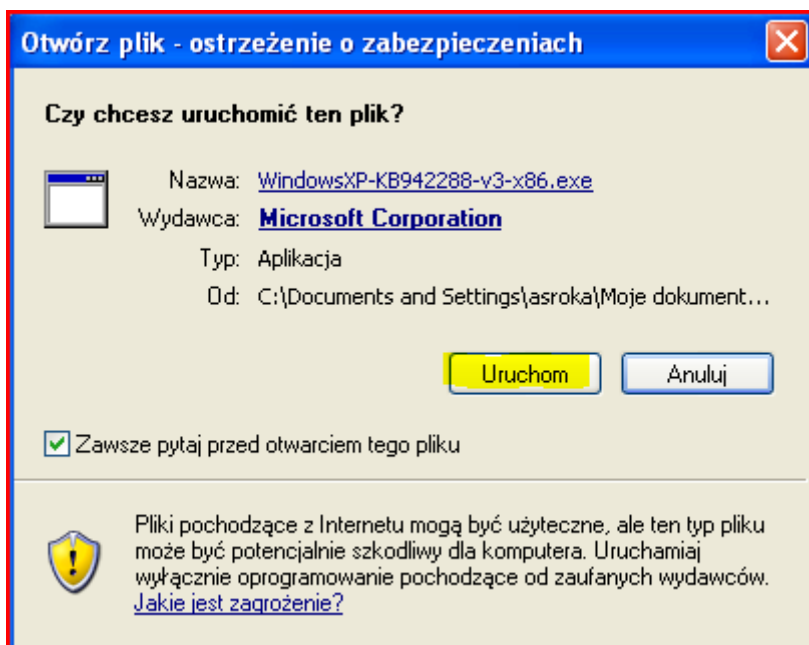 Otwórz plik - ostrzeżenie o zabezpieczeniach
Czy chcesz uruchomić ten plik?
Nazwa: WindowsXP-KB942288-v3-x86.exe
Wydawca: Microsoft Corporation
Typ: Aplikacja
Od: C:\Documents and Settings\asroka\Moje dokument...
Uruchom Anuluj
Zawsze pytaj przed otwarciem tego pliku
Pliki pochodzące z Internetu mogą być użyteczne, ale ten typ pliku
może być potencjalnie szkodliwy dla komputera. Uruchamiaj
wyłącznie oprogramowanie pochodzące od zaufanych wydawców.
Jakie jest zagrożenie?